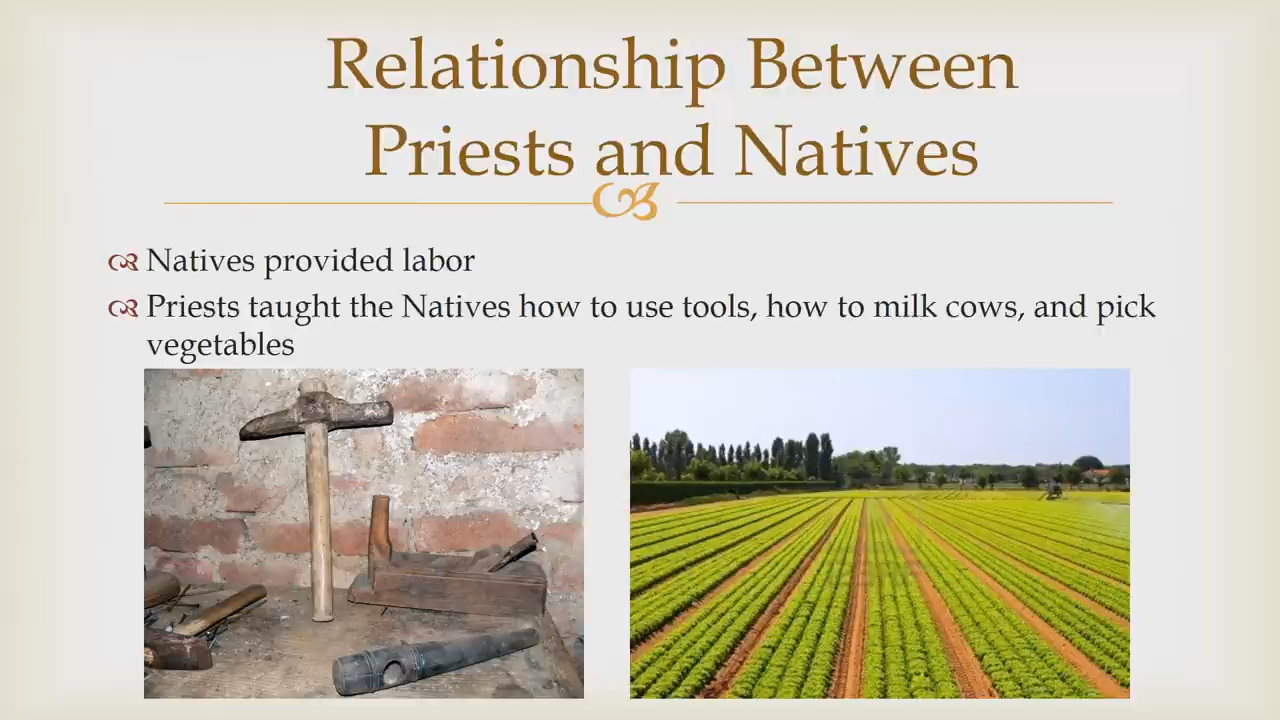 Relationship Between
Priests and Natives
Natives provided labor
Priests taught the Natives how to use tools, how to milk cows, and pick
vegetables